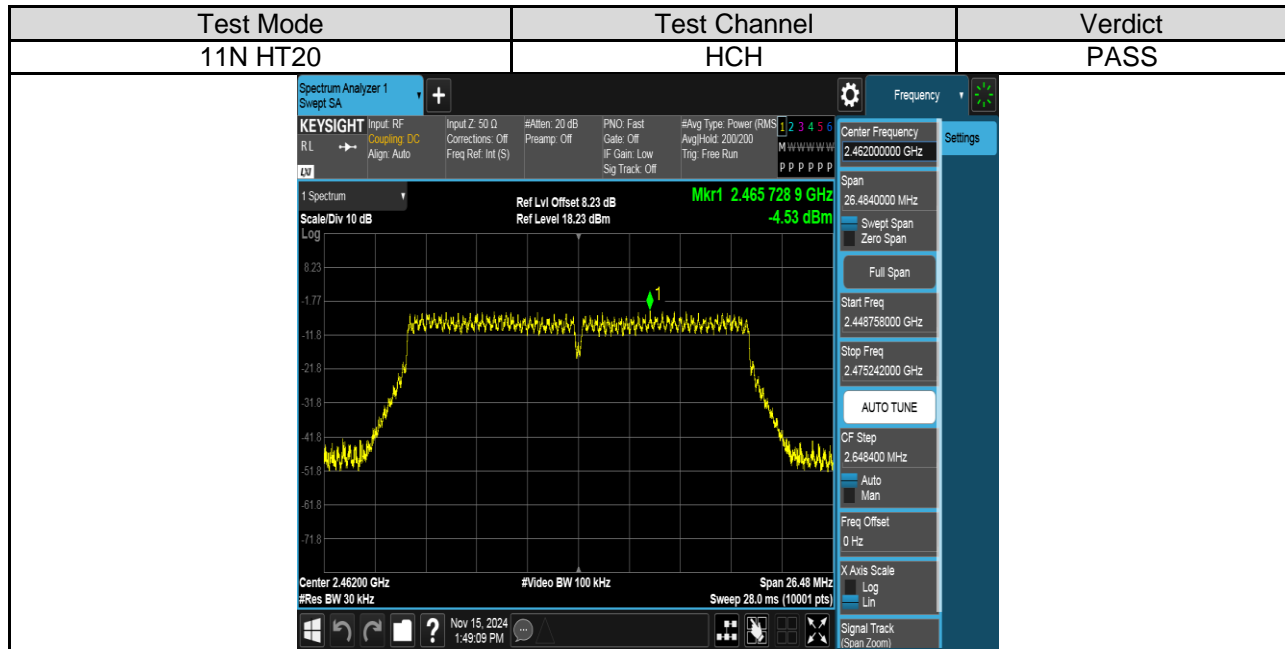 Test Mode Test Channel Verdict
11N HT20 HCH PASS
Spectrum Analyzer 1
Swept SA
+
Frequency
KEYSIGHT
RL
LXI
Input: RF
Coupling: DC
Align: Auto
Input Z: 50 Ω
Corrections: Off
Freq Ref: Int (S)
#Atten: 20 dB
Preamp: Off
PNO: Fast
Gate: Off
IF Gain: Low
Sig Track: Off
#Avg Type: Power (RMS
Avg|Hold: 200/200
Trig: Free Run
1 2 3 4 5 6
M W W W W W
P P P P P P
1 Spectrum
Scale/Div 10 dB
Log
Ref Lvl Offset 8.23 dB
Ref Level 18.23 dBm
Mkr1 2.465 728 9 GHz
-4.53 dBm
8.23
-1.77
-11.8
-21.8
-31.8
-41.8
-51.8
-61.8
-71.8
1
Center 2.46200 GHz
#Res BW 30 kHz
#Video BW 100 kHz
Span 26.48 MHz
Sweep 28.0 ms (10001 pts)
Center Frequency
2.462000000 GHz
Settings
Span
26.4840000 MHz
Swept Span
Zero Span
Full Span
Start Freq
2.448758000 GHz
Stop Freq
2.475242000 GHz
AUTO TUNE
CF Step
2.648400 MHz
Auto
Man
Freq Offset
0 Hz
X Axis Scale
Log
Lin
Signal Track
(Span Zoom)
?
Nov 15, 2024
1:49:09 PM